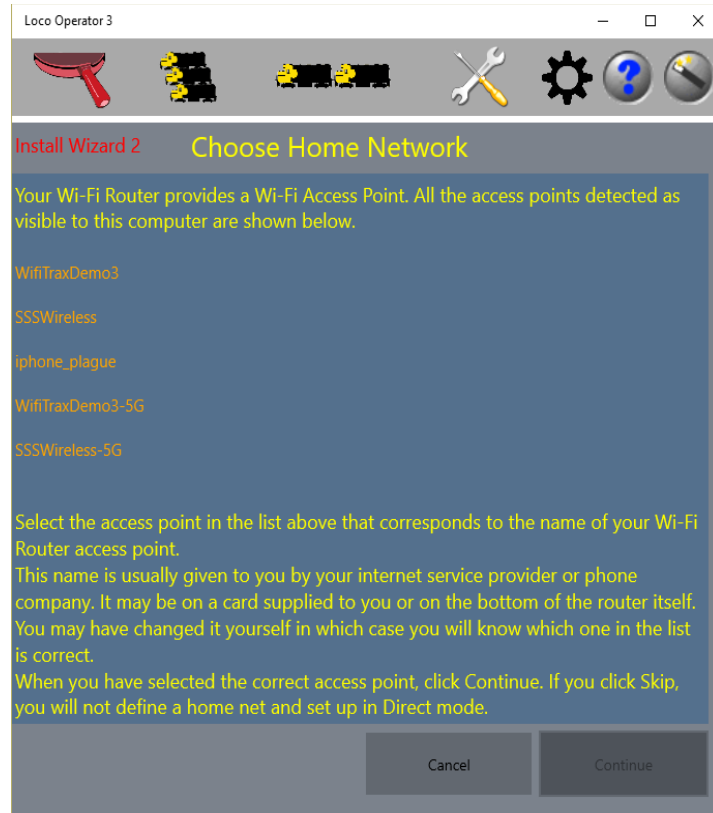 Loco Operator 3
Install Wizard 2
Choose Home Network
Your Wi-Fi Router provides a Wi-Fi Access Point. All the access points detected as
visible to this computer are shown below.
WifiTraxDemo3
SSSWireless
iphone_plague
WifiTraxDemo3-5G
SSSWireless-5G
Select the access point in the list above that corresponds to the name of your Wi-Fi
Router access point.
This name is usually given to you by your internet service provider or phone
company. It may be on a card supplied to you or on the bottom of the router itself.
You may have changed it yourself in which case you will know which one in the list
is correct.
When you have selected the correct access point, click Continue. If you click Skip,
you will not define a home net and set up in Direct mode.
Cancel
Continue